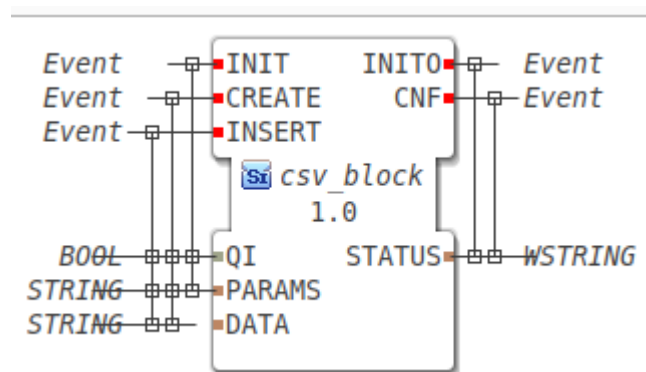 Event INIT INITO Event
Event CREATE CNF Event
Event INSERT
SI csv_block
1.0
BOOL QI STATUS WSTRING
STRING PARAMS
STRING DATA